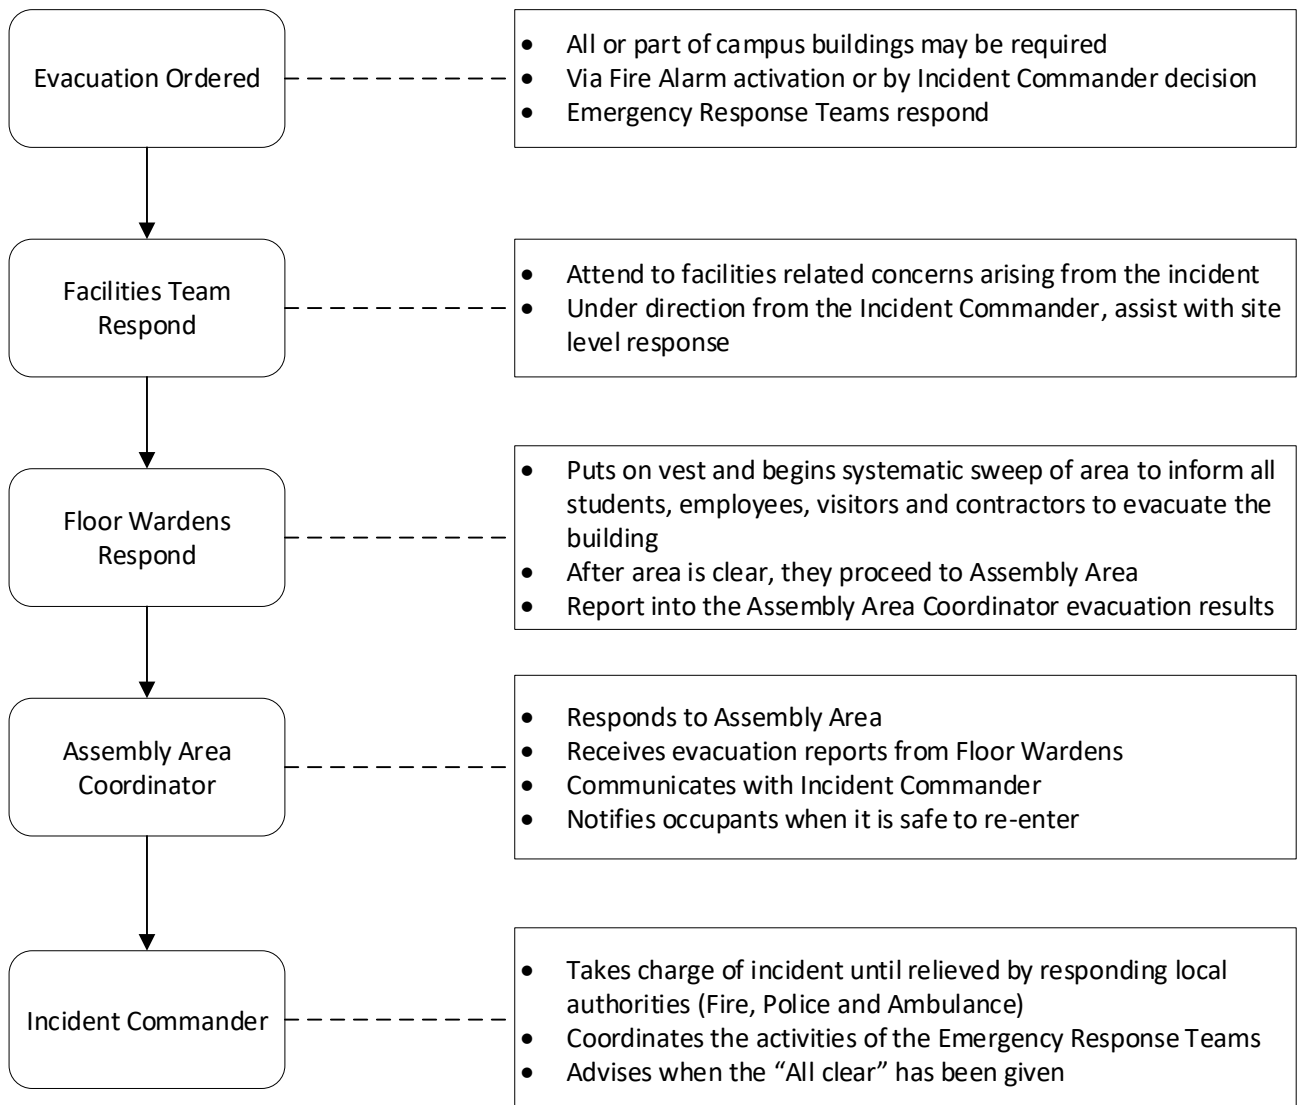 Evacuation Ordered
• All or part of campus buildings may be required
• Via Fire Alarm activation or by Incident Commander decision
• Emergency Response Teams respond
Facilities Team
Respond
• Attend to facilities related concerns arising from the incident
• Under direction from the Incident Commander, assist with site
level response
Floor Wardens
Respond
• Puts on vest and begins systematic sweep of area to inform all
students, employees, visitors and contractors to evacuate the
building
• After area is clear, they proceed to Assembly Area
• Report into the Assembly Area Coordinator evacuation results
Assembly Area
Coordinator
• Responds to Assembly Area
• Receives evacuation reports from Floor Wardens
• Communicates with Incident Commander
• Notifies occupants when it is safe to re-enter
Incident Commander
• Takes charge of incident until relieved by responding local
authorities (Fire, Police and Ambulance)
• Coordinates the activities of the Emergency Response Teams
• Advises when the “All clear” has been given